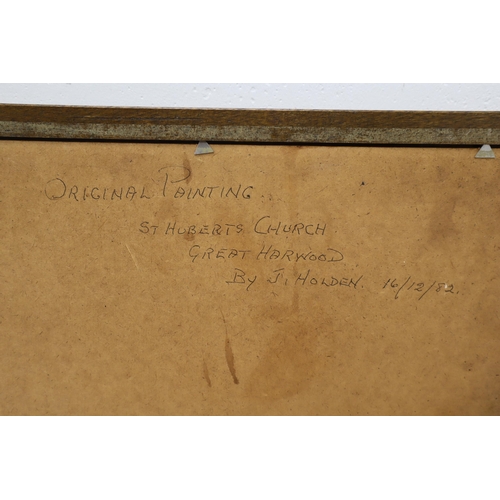 ORIGINAL PAINTING...
ST HUBERTS CHURCH
GREAT HARWOOD
BY J. HOLDEN. 16/12/82.